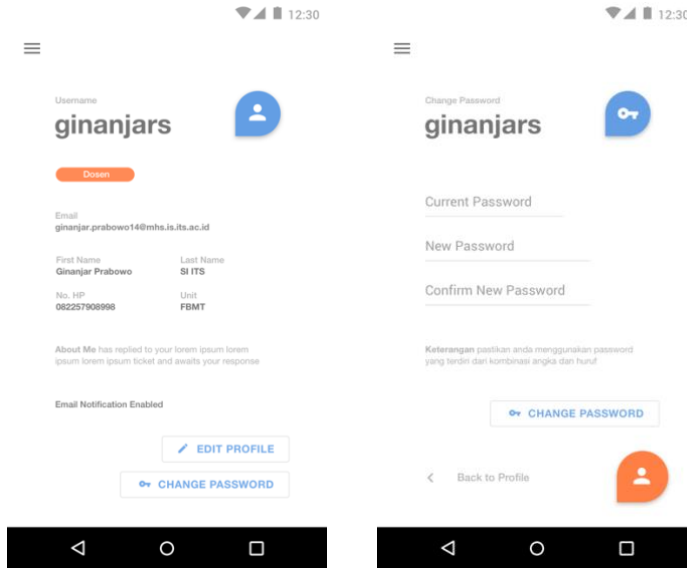 12:30
Username
ginanjars
Dosen
Email
ginanjar.prabowo14@mhs.is.its.ac.id
First Name
Last Name
Ginanjar Prabowo
SI ITS
No. HP
Unit
082257908998
FBMT
About Me has replied to your lorem ipsum lorem
ipsum lorem ipsum ticket and awaits your response
Email Notification Enabled
EDIT PROFILE
CHANGE PASSWORD
12:30
Change Password
ginanjars
Current Password
New Password
Confirm New Password
Keterangan pastikan anda menggunakan password
yang terdiri dari kombinasi angka dan huruf
CHANGE PASSWORD
Back to Profile